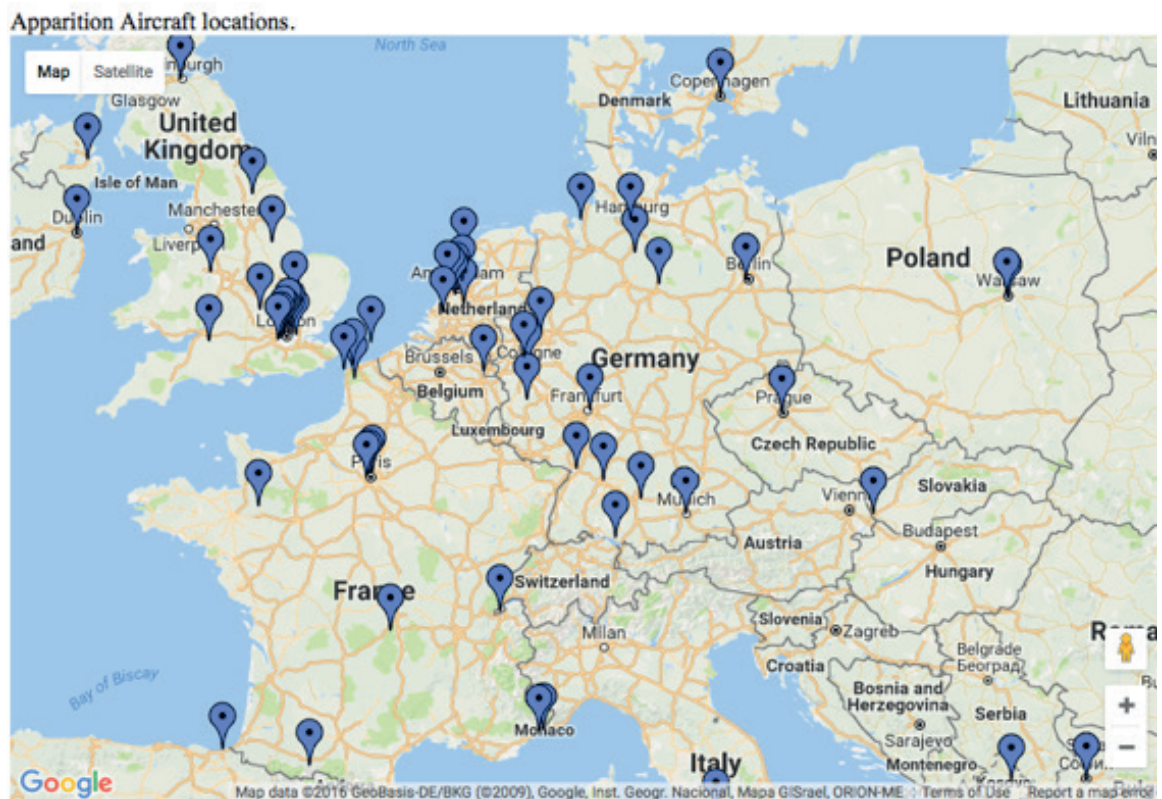 Apparition Aircraft locations.
North Sea
Map Satellite
Glasgow
Copenhagen
Denmark
Lithuania
United
Kingdom
Isle of Man
Dublin
Manchester
Hamburg
Poland
Berlin
Warsaw
Netherlands
London
Brussels
Cologne
Germany
Belgium
Frankfurt
Prague
Luxembourg
Czech Republic
Paris
Munich
Slovakia
Vienn
Budapest
Austria
Hungary
Switzerland
France
Slovenia
Milan
Zagreb
Croatia
Belgrade
Београд
Bay of Biscay
Bosnia and
Herzegovina
Serbia
Monaco
Sarajevo
Italy
Montenegro
Google
Map data ©2016 GeoBasis-DE/BKG (©2009), Google, Inst. Geogr. Nacional, Mapa GISrael, ORION-ME Terms of Use Report a map error